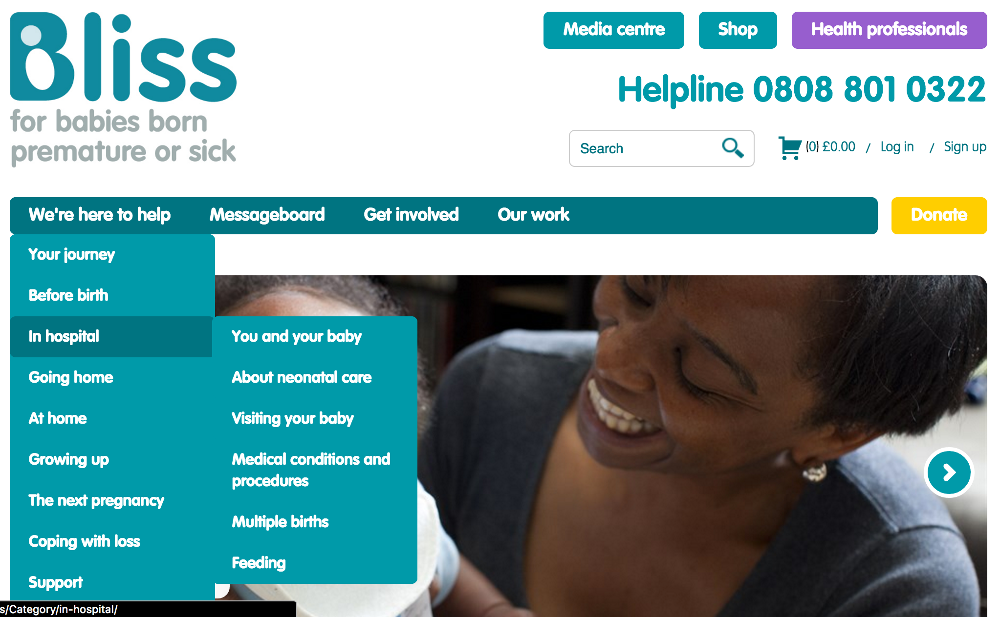 Bliss
for babies born
premature or sick
Media centre
Shop
Health professionals
Helpline 0808 801 0322
Search
(0) £0.00 / Log in / Sign up
We're here to help
Messageboard
Get involved
Our work
Donate
Your journey
Before birth
In hospital
Going home
At home
Growing up
The next pregnancy
Coping with loss
Support
You and your baby
About neonatal care
Visiting your baby
Medical conditions and
procedures
Multiple births
Feeding
s/Category/in-hospital/